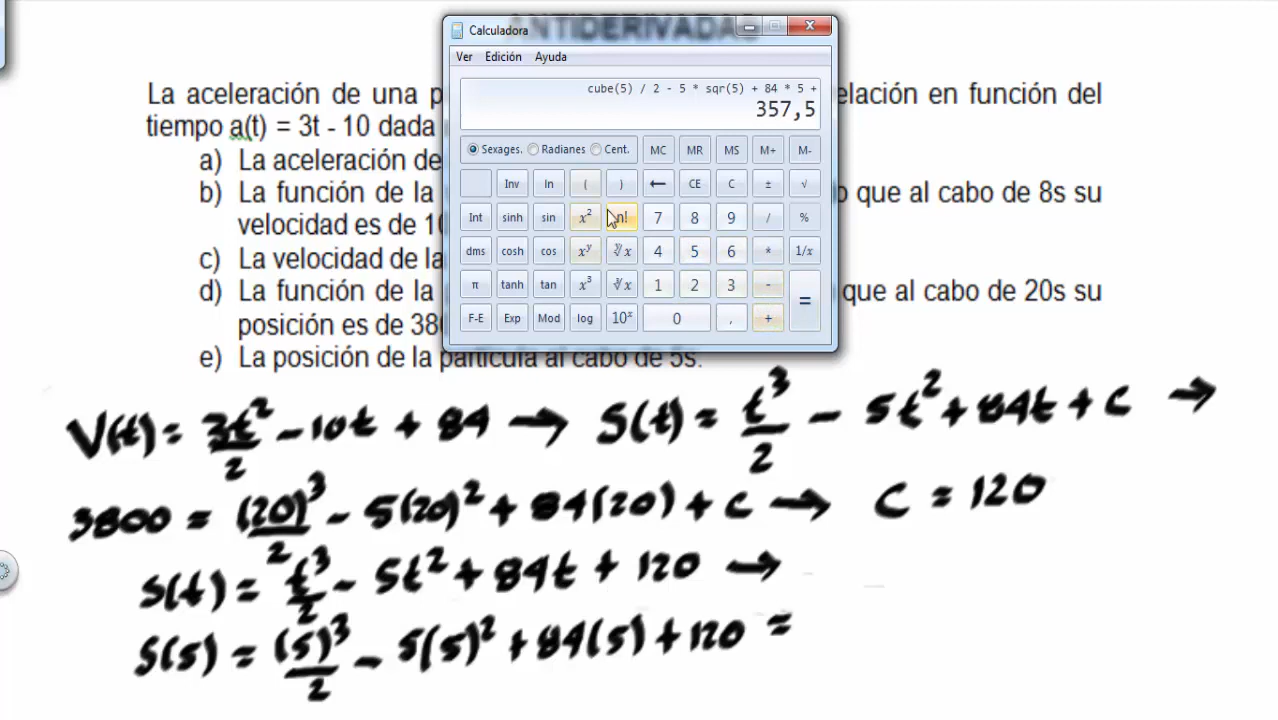 ANTIDERIVADAS
Calculadora
La aceleración de una p
elación en función del
tiempo a(t) = 3t - 10 dada
a) La aceleración de
b) La función de la
o que al cabo de 8s su
velocidad es de 10
c) La velocidad de la
d) La función de la
que al cabo de 20s su
posición es de 380
e) La posición de la partícula al cabo de 5s.
Ver Edición Ayuda
cube(5) / 2 - 5 * sqr(5) + 84 * 5 +
357,5
Sexages. Radianes Cent. MC MR MS M+ M-
Inv ln ( ) ← CE C ± √
Int sinh sin x² n! 7 8 9 / %
dms cosh cos xʸ ʸ√x 4 5 6 * 1/x
π tanh tan x³ ³√x 1 2 3 - =
F-E Exp Mod log 10ˣ 0 , +
V(t) = 3t²/2 - 10t + 84 → S(t) = t³/2 - 5t² + 84t + C →
3800 = (20)³/2 - 5(20)² + 84(20) + C → C = 120
S(t) = t³/2 - 5t² + 84t + 120 →
S(5) = (5)³/2 - 5(5)² + 84(5) + 120 =